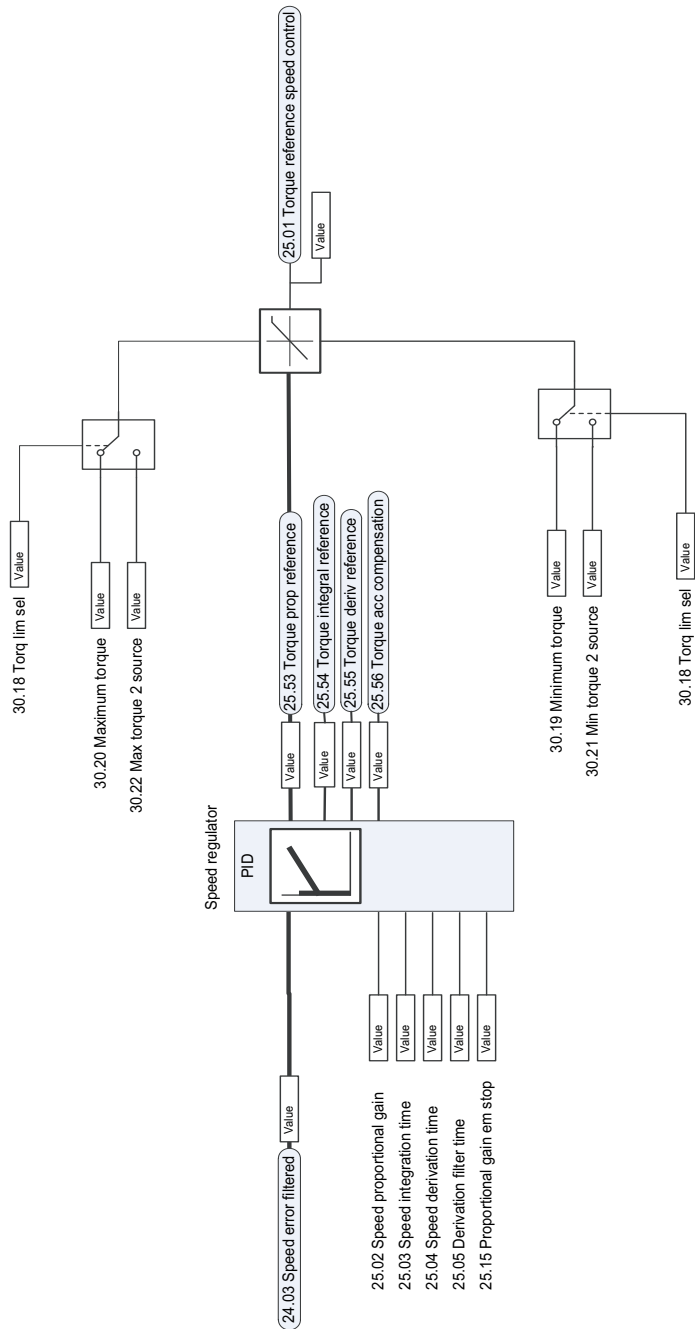 30.18 Torq lim sel
Value
30.20 Maximum torque
Value
30.22 Max torque 2 source
Value
Speed regulator
PID
24.03 Speed error filtered
Value
25.53 Torque prop reference
Value
25.54 Torque integral reference
Value
25.55 Torque deriv reference
Value
25.56 Torque acc compensation
Value
25.01 Torque reference speed control
Value
25.02 Speed proportional gain
Value
25.03 Speed integration time
Value
25.04 Speed derivation time
Value
25.05 Derivation filter time
Value
25.15 Proportional gain em stop
Value
30.19 Minimum torque
Value
30.21 Min torque 2 source
Value
30.18 Torq lim sel
Value